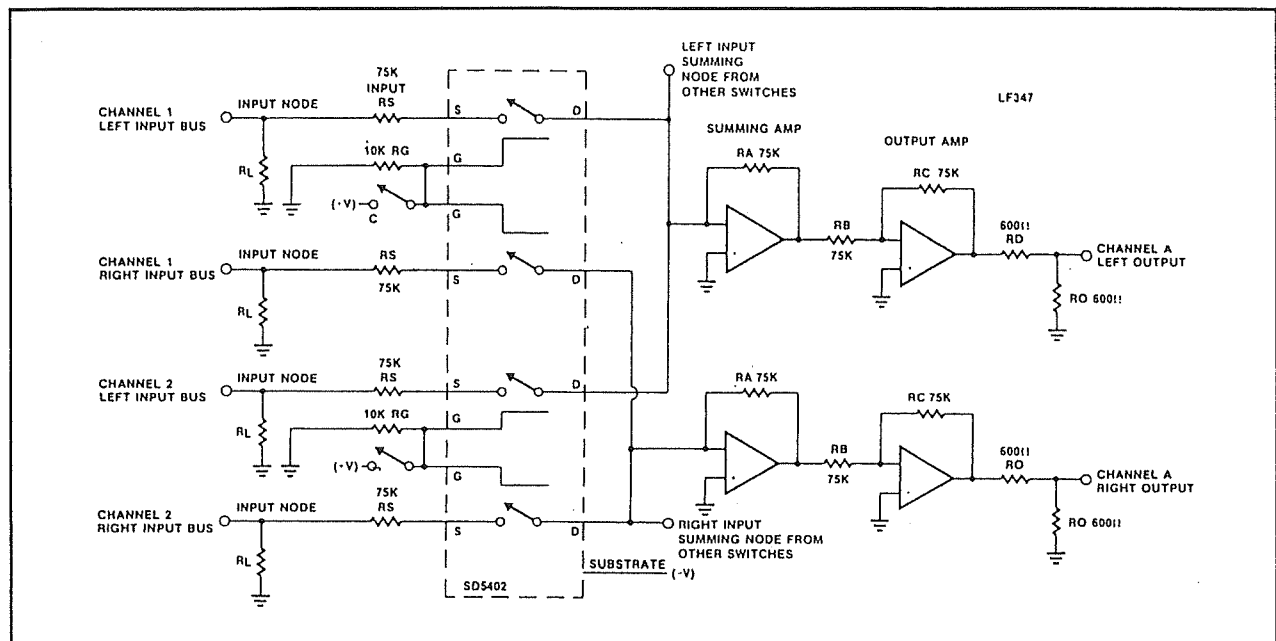 LEFT INPUT
SUMMING
NODE FROM
OTHER SWITCHES
LF347
75K
INPUT
RS
INPUT NODE
CHANNEL 1
LEFT INPUT BUS
S
D
SUMMING AMP
RA 75K
OUTPUT AMP
RC 75K
RL
10K RG
G
(+V)
C
G
RB
75K
600Ω
RD
CHANNEL A
LEFT OUTPUT
RO 600Ω
CHANNEL 1
RIGHT INPUT BUS
INPUT NODE
RS
75K
S
D
RL
CHANNEL 2
LEFT INPUT BUS
INPUT NODE
75K
RS
S
D
RL
10K RG
G
(+V)
G
RA 75K
RC 75K
RB
75K
600Ω
RO
CHANNEL A
RIGHT OUTPUT
RO 600Ω
CHANNEL 2
RIGHT INPUT BUS
INPUT NODE
75K
RS
S
D
RL
RIGHT INPUT
SUMMING NODE FROM
OTHER SWITCHES
SUBSTRATE
(-V)
SD5402